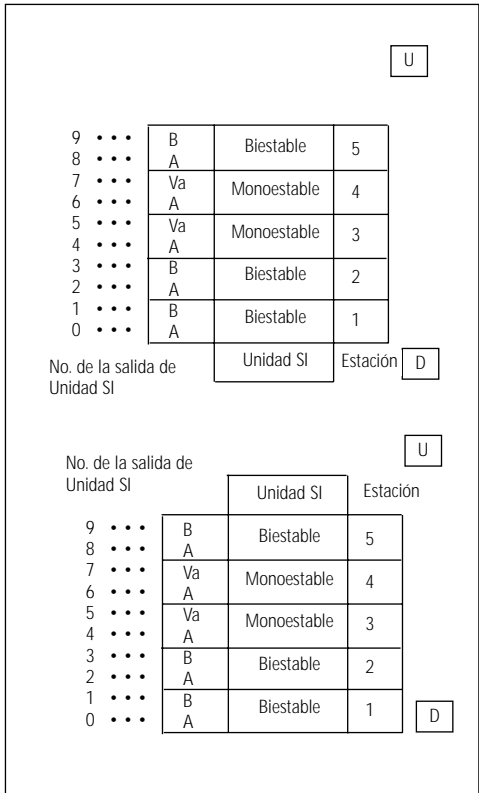 U
9 • • • B Biestable 5
8 • • • A
7 • • • Va Monoestable 4
6 • • • A
5 • • • Va Monoestable 3
4 • • • A
3 • • • B Biestable 2
2 • • • A
1 • • • B Biestable 1
0 • • • A
No. de la salida de Unidad SI Estación D
Unidad SI
U
No. de la salida de
Unidad SI Unidad SI Estación
9 • • • B Biestable 5
8 • • • A
7 • • • Va Monoestable 4
6 • • • A
5 • • • Va Monoestable 3
4 • • • A
3 • • • B Biestable 2
2 • • • A
1 • • • B Biestable 1 D
0 • • • A